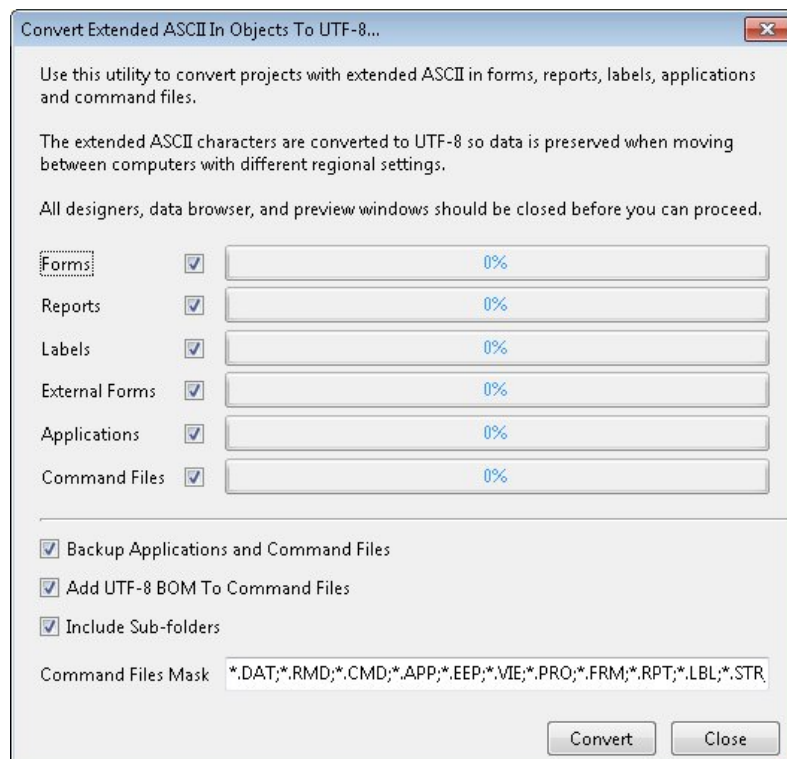 Convert Extended ASCII In Objects To UTF-8...
Use this utility to convert projects with extended ASCII in forms, reports, labels, applications
and command files.
The extended ASCII characters are converted to UTF-8 so data is preserved when moving
between computers with different regional settings.
All designers, data browser, and preview windows should be closed before you can proceed.
Forms 0%
Reports 0%
Labels 0%
External Forms 0%
Applications 0%
Command Files 0%
Backup Applications and Command Files
Add UTF-8 BOM To Command Files
Include Sub-folders
Command Files Mask *.DAT;*.RMD;*.CMD;*.APP;*.EEP;*.VIE;*.PRO;*.FRM;*.RPT;*.LBL;*.STR
Convert Close